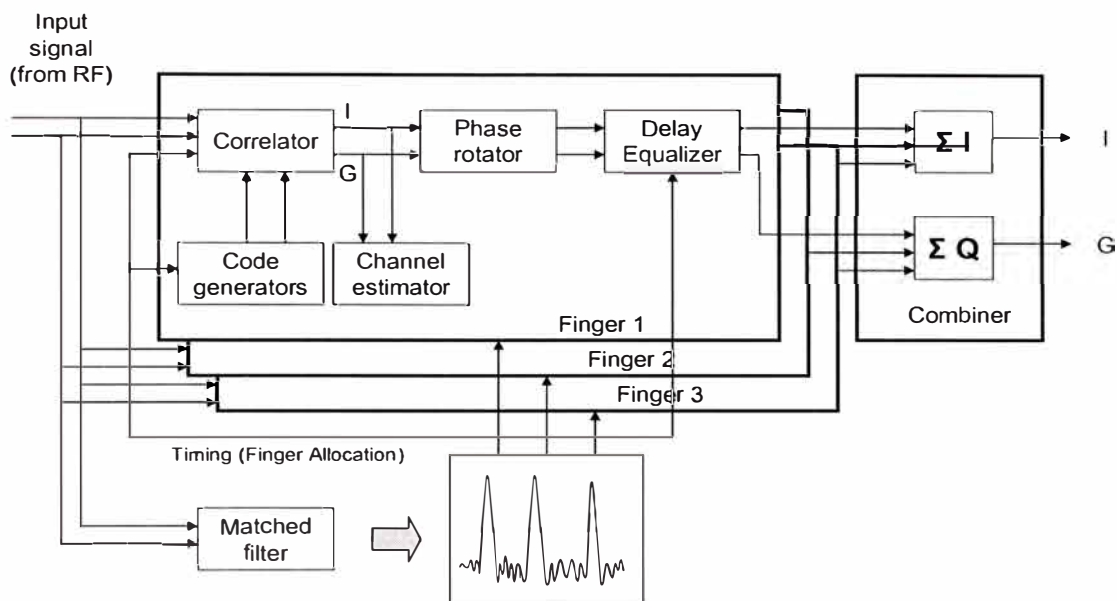 Input
signal
(from RF)
Correlator
I
G
Phase
rotator
Delay
Equalizer
Σ I
I
Code
generators
Channel
estimator
Σ Q
G
Combiner
Finger 1
Finger 2
Finger 3
Timing (Finger Allocation)
Matched
filter